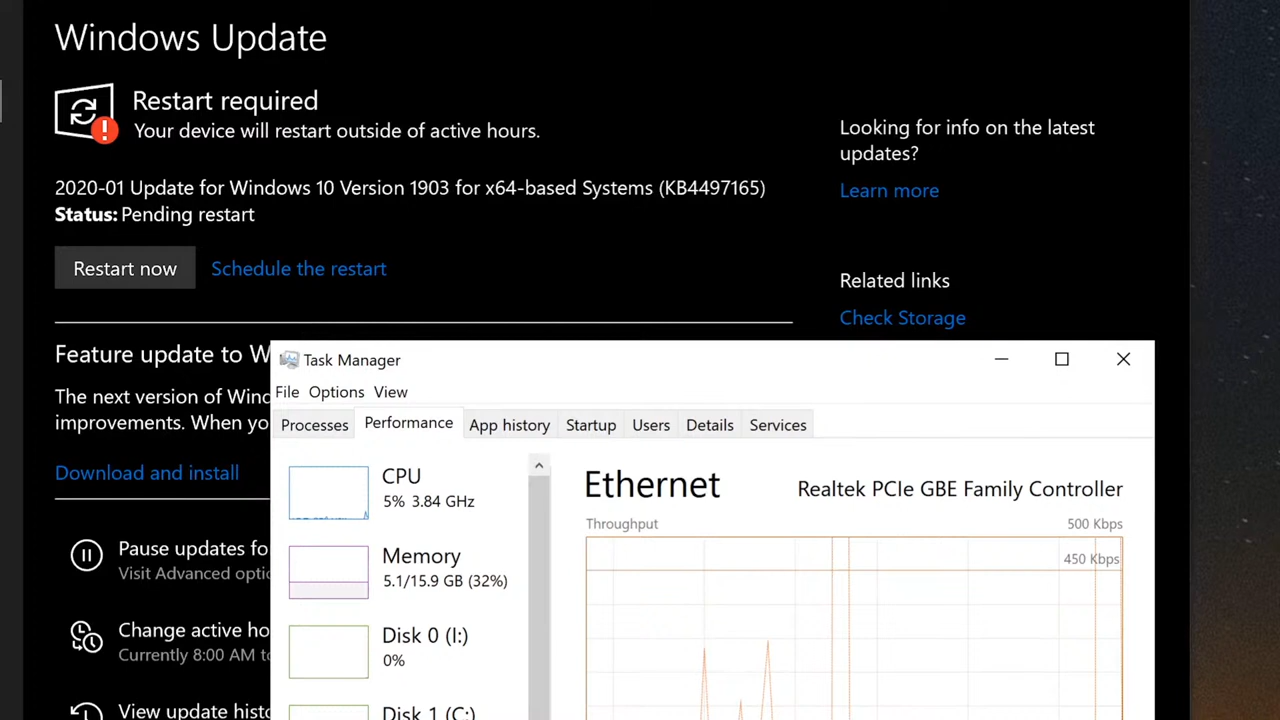 Windows Update
Restart required
Your device will restart outside of active hours.
2020-01 Update for Windows 10 Version 1903 for x64-based Systems (KB4497165)
Status: Pending restart
Restart now
Schedule the restart
Looking for info on the latest
updates?
Learn more
Related links
Check Storage
Feature update to W
The next version of Wind
improvements. When yo
Download and install
Pause updates fo
Visit Advanced optio
Change active ho
Currently 8:00 AM to
View update histo
Task Manager
File Options View
Processes Performance App history Startup Users Details Services
CPU
5% 3.84 GHz
Memory
5.1/15.9 GB (32%)
Disk 0 (I:)
0%
Disk 1 (C:)
Ethernet
Realtek PCIe GBE Family Controller
Throughput
500 Kbps
450 Kbps